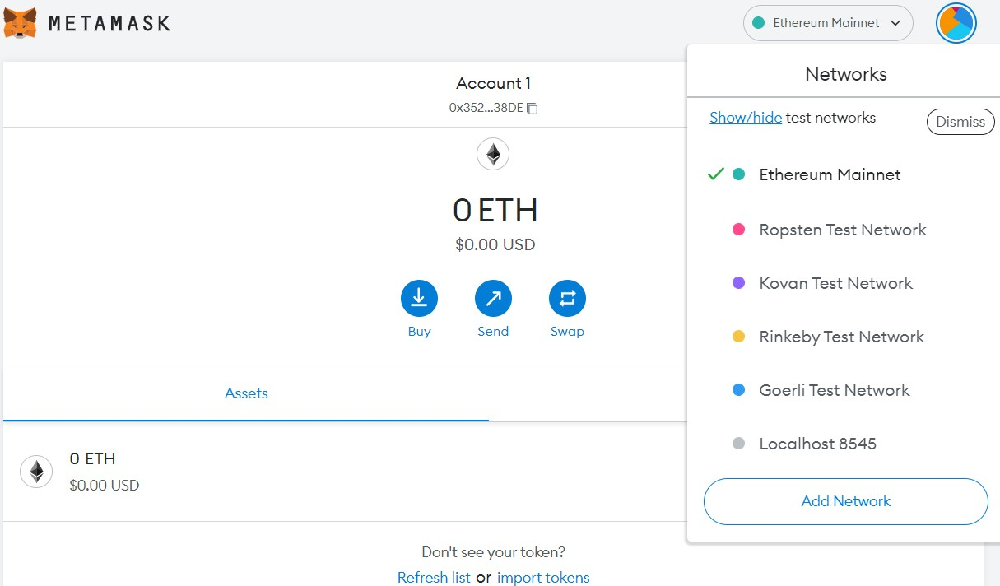 METAMASK
Ethereum Mainnet
Account 1
0x352...38DE
0 ETH
$0.00 USD
Buy
Send
Swap
Assets
0 ETH
$0.00 USD
Don't see your token?
Refresh list or import tokens
Networks
Show/hide test networks
Dismiss
Ethereum Mainnet
Ropsten Test Network
Kovan Test Network
Rinkeby Test Network
Goerli Test Network
Localhost 8545
Add Network